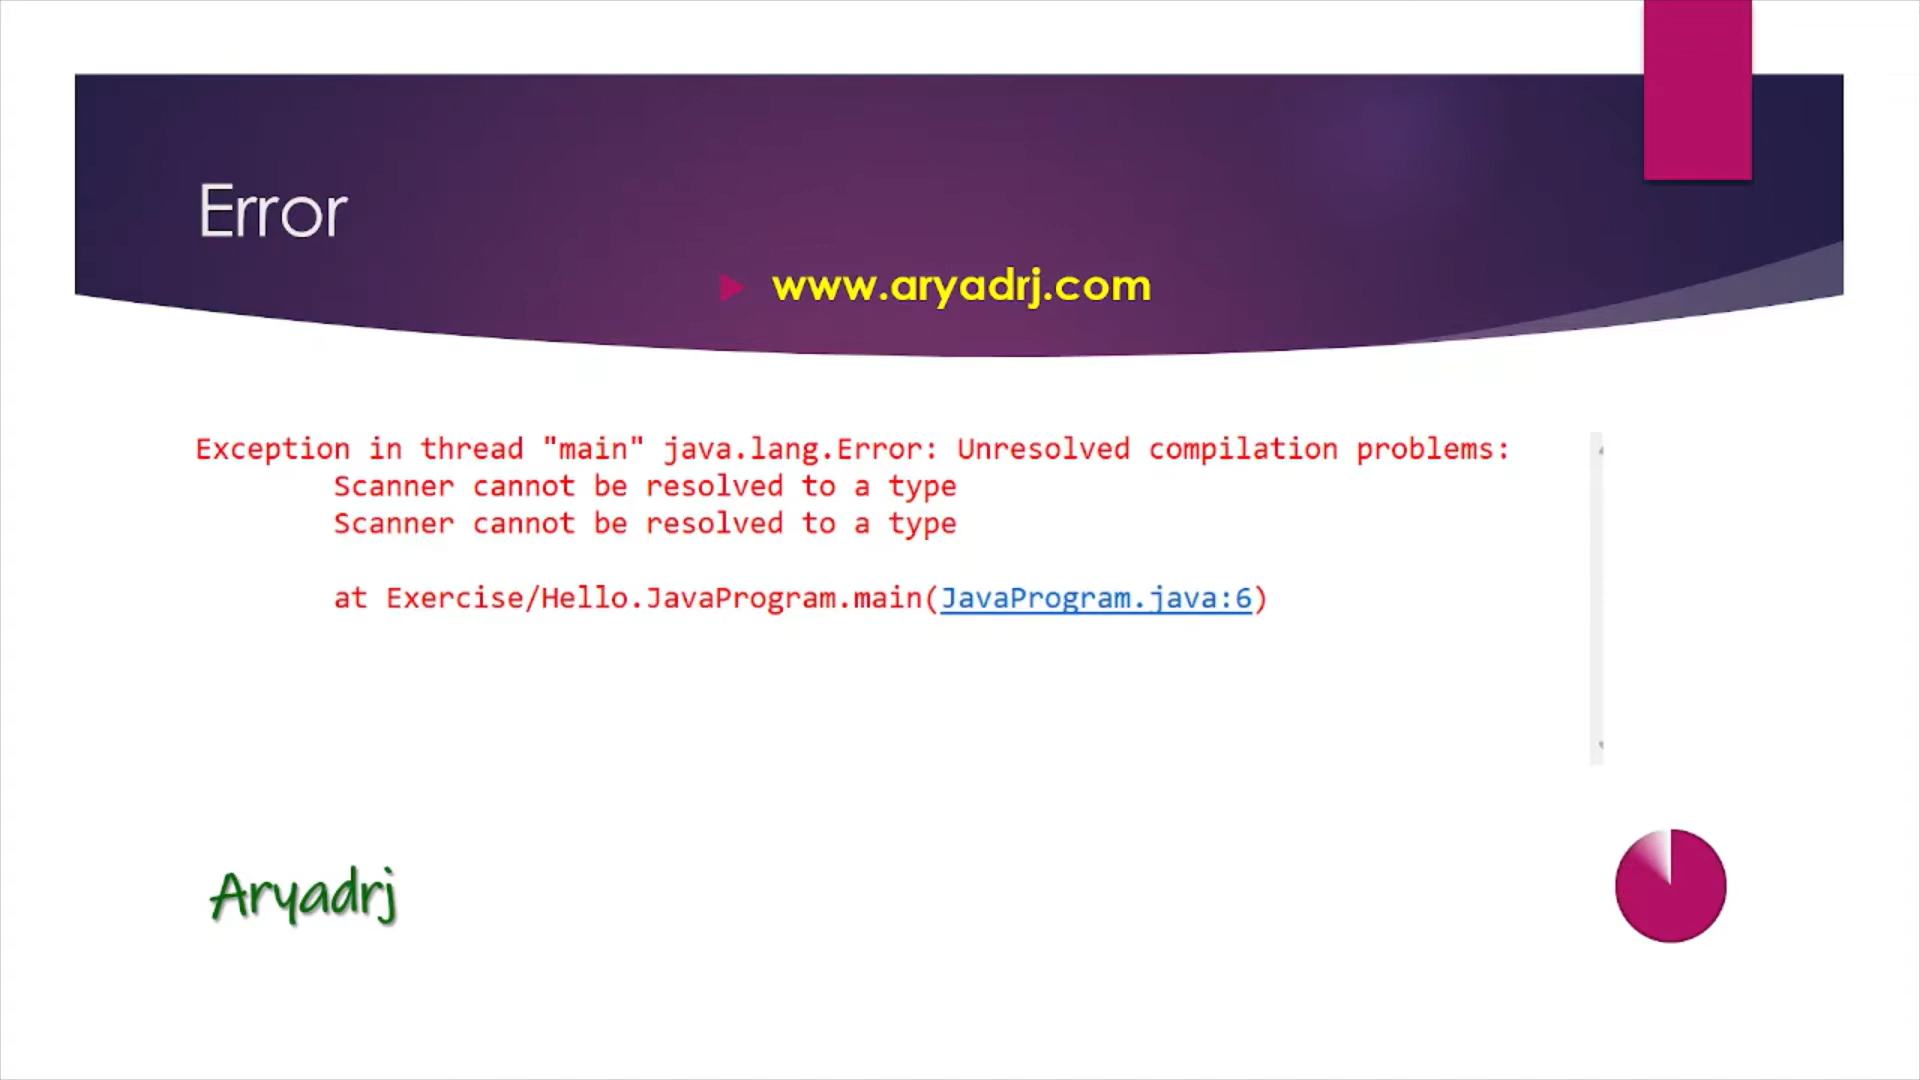 Error
www.aryadrj.com
Exception in thread "main" java.lang.Error: Unresolved compilation problems:
Scanner cannot be resolved to a type
Scanner cannot be resolved to a type
at Exercise/Hello.JavaProgram.main(JavaProgram.java:6)
Aryadrj